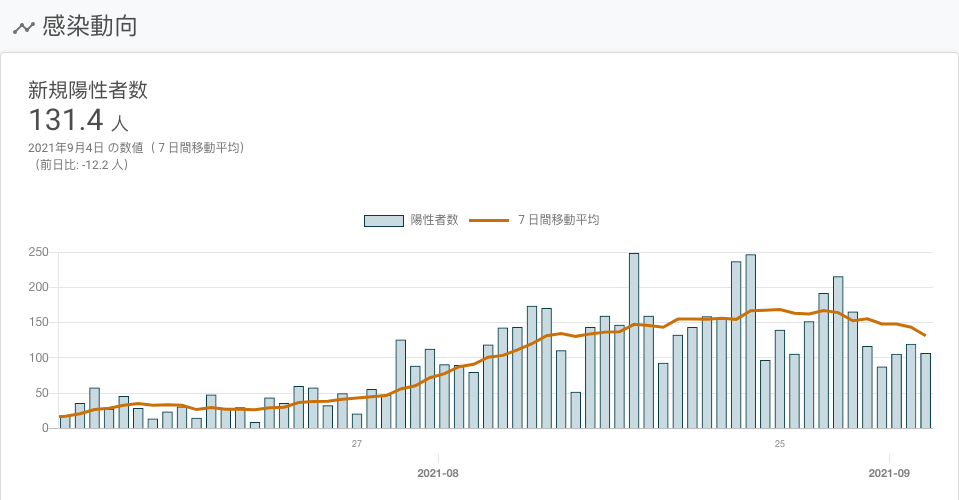 感染動向
新規陽性者数
131.4 人
2021年9月4日 の数値（７日間移動平均）
（前日比: -12.2 人）
陽性者数 ７日間移動平均
250
200
150
100
50
0
27 25
2021-08 2021-09